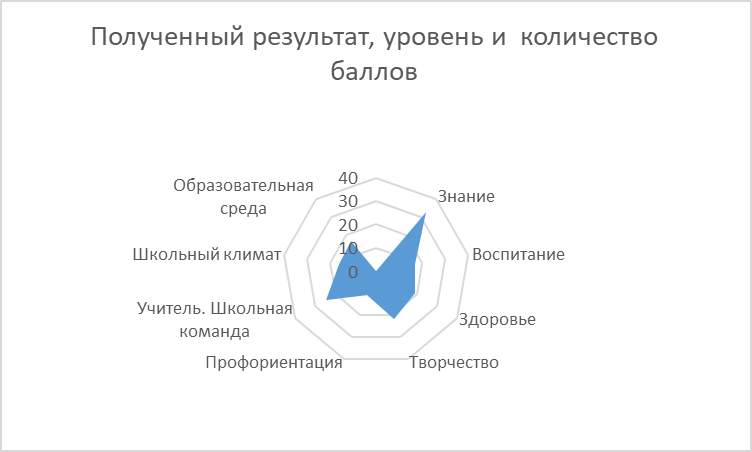 Полученный результат, уровень и количество
баллов
40
30
20
10
0
Знание
Воспитание
Здоровье
Творчество
Профориентация
Учитель. Школьная
команда
Школьный климат
Образовательная
среда